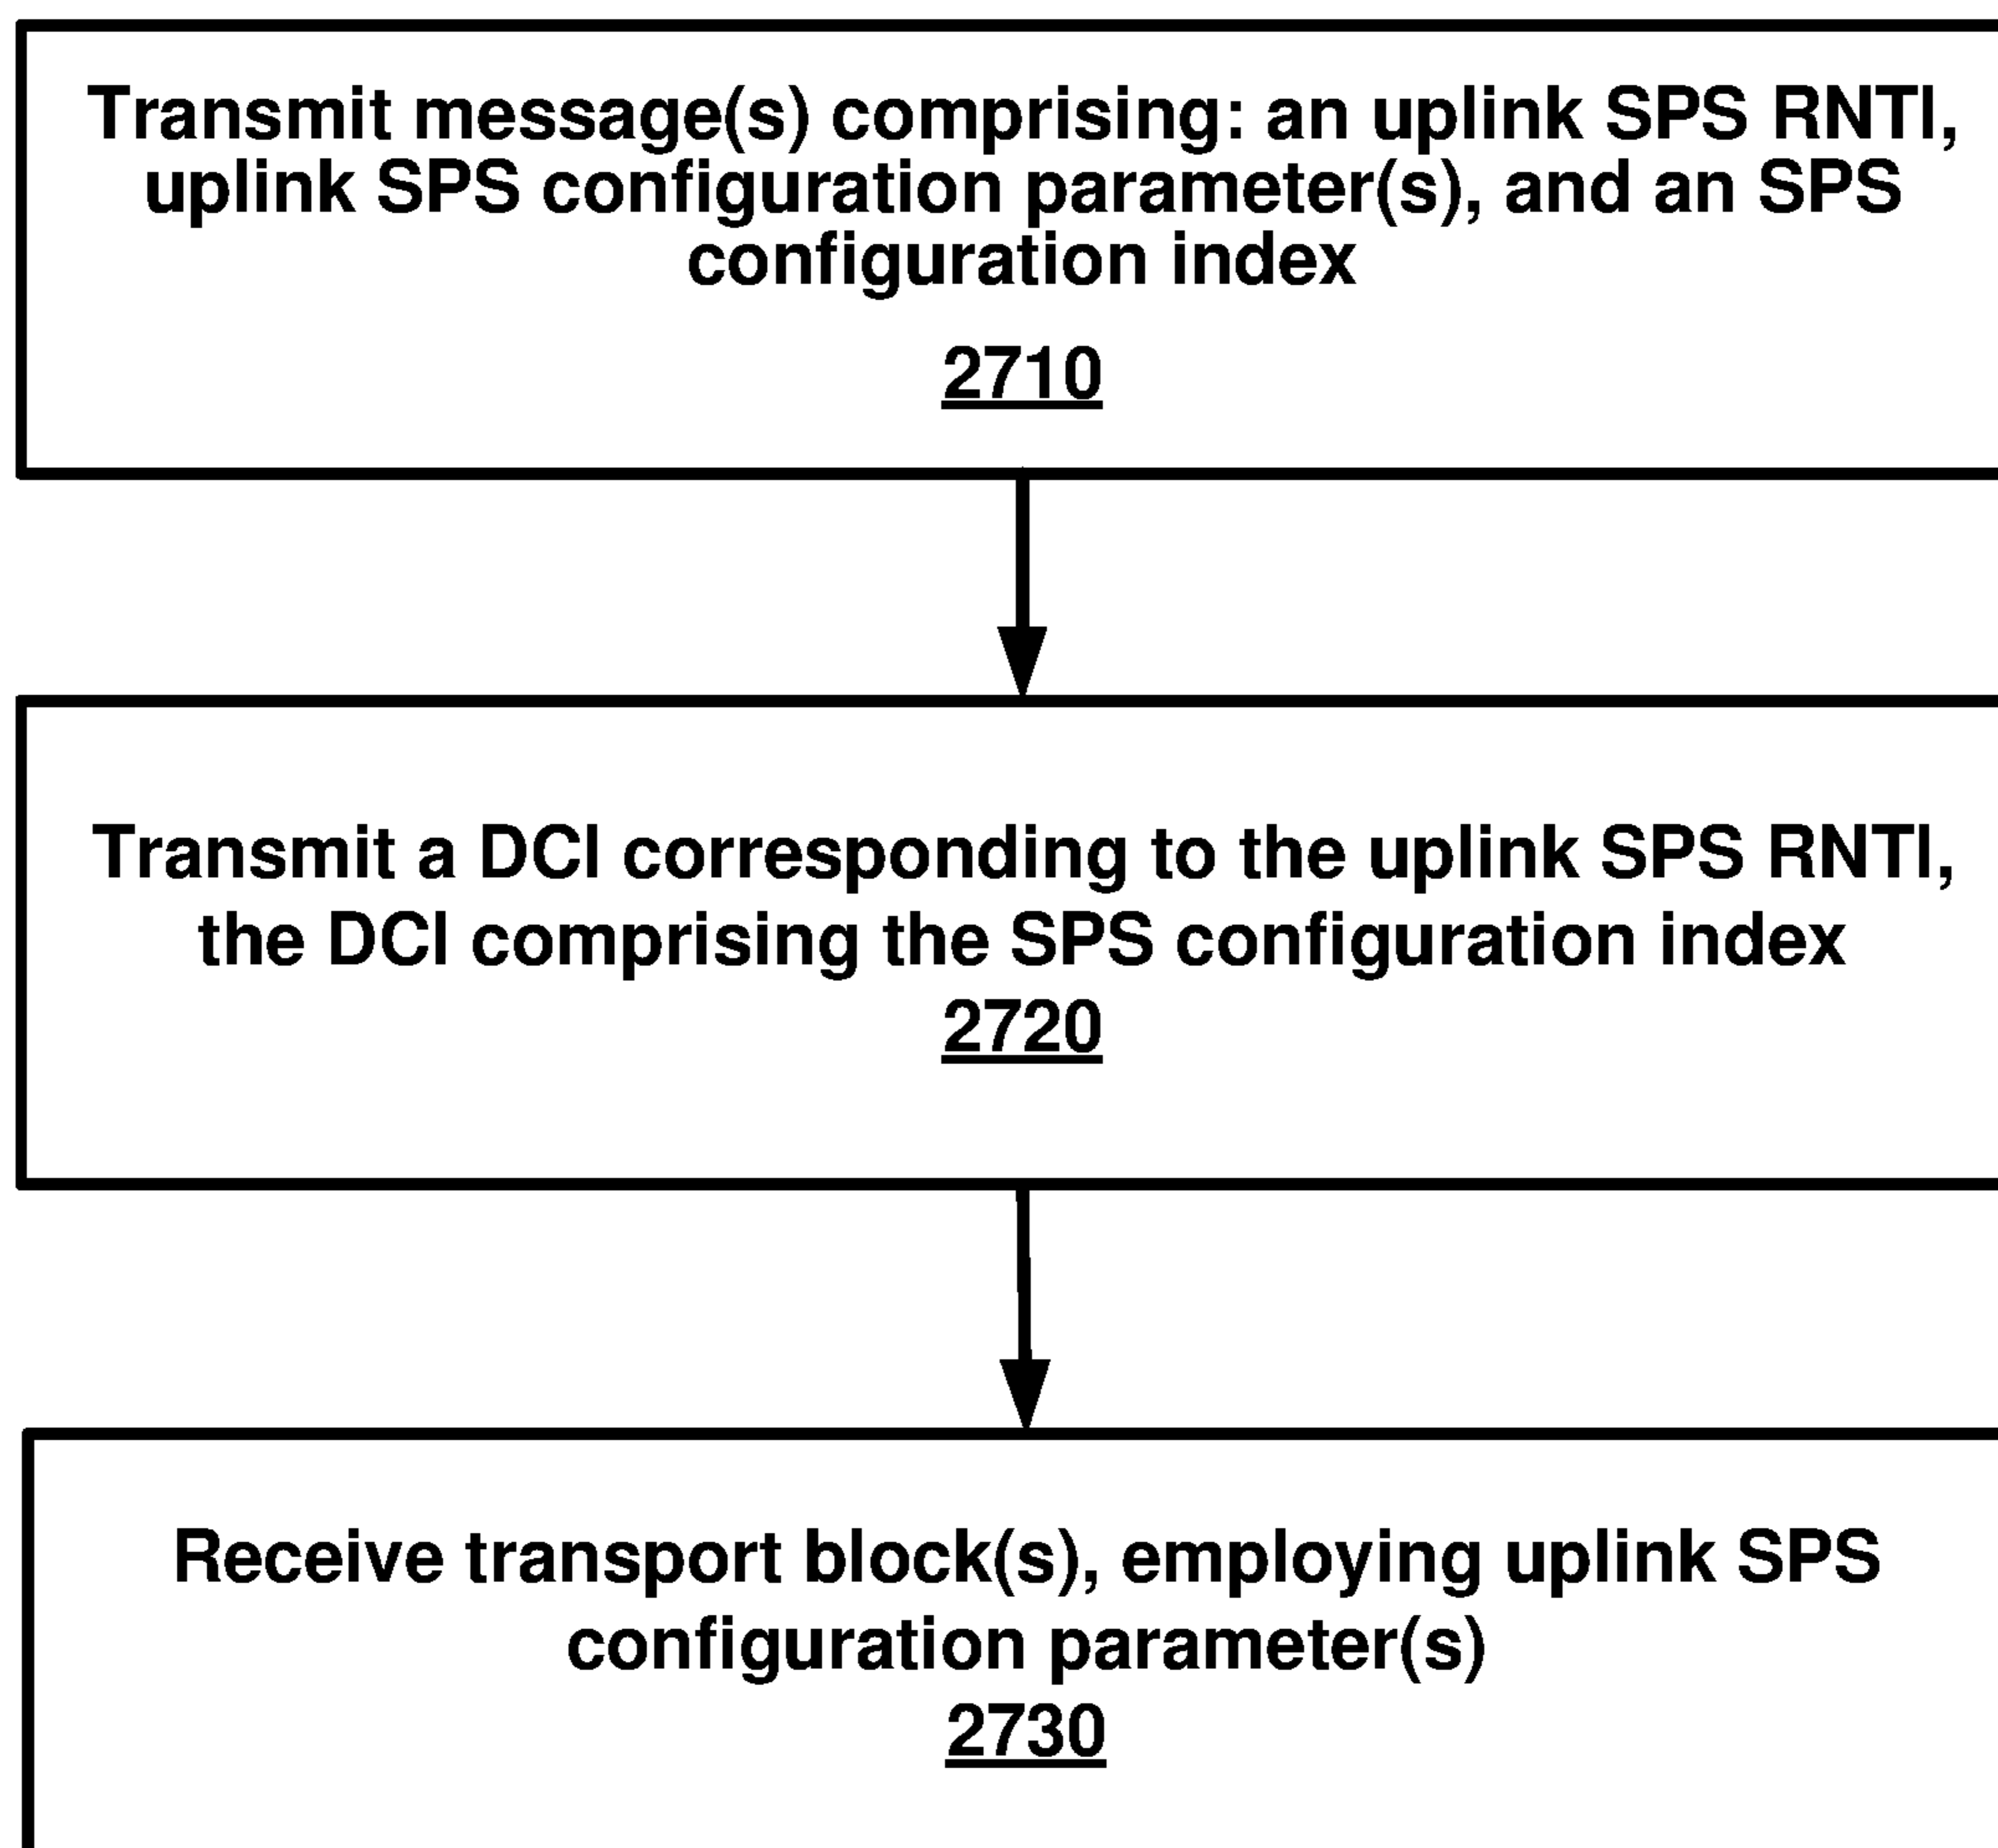 Transmit message(s) comprising: an uplink SPS RNTI,
uplink SPS configuration parameter(s), and an SPS
configuration index
2710
Transmit a DCI corresponding to the uplink SPS RNTI,
the DCI comprising the SPS configuration index
2720
Receive transport block(s), employing uplink SPS
configuration parameter(s)
2730